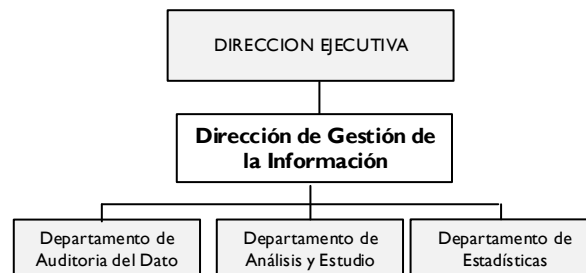 DIRECCION EJECUTIVA
Dirección de Gestión de
la Información
Departamento de
Auditoria del Dato
Departamento de
Análisis y Estudio
Departamento de
Estadísticas